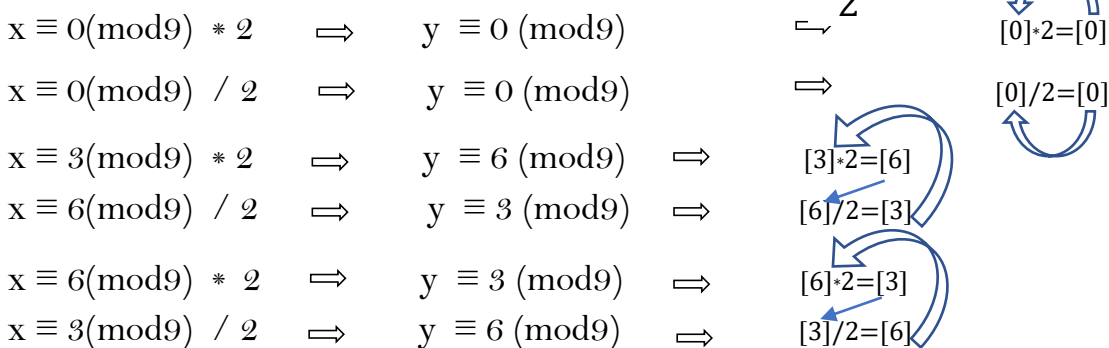 2
x ≡ 0(mod9) * 2 ⇒ y ≡ 0 (mod9) [0]*2=[0]
x ≡ 0(mod9) / 2 ⇒ y ≡ 0 (mod9) ⇒ [0]/2=[0]
x ≡ 3(mod9) * 2 ⇒ y ≡ 6 (mod9) ⇒ [3]*2=[6]
x ≡ 6(mod9) / 2 ⇒ y ≡ 3 (mod9) ⇒ [6]/2=[3]
x ≡ 6(mod9) * 2 ⇒ y ≡ 3 (mod9) ⇒ [6]*2=[3]
x ≡ 3(mod9) / 2 ⇒ y ≡ 6 (mod9) ⇒ [3]/2=[6]